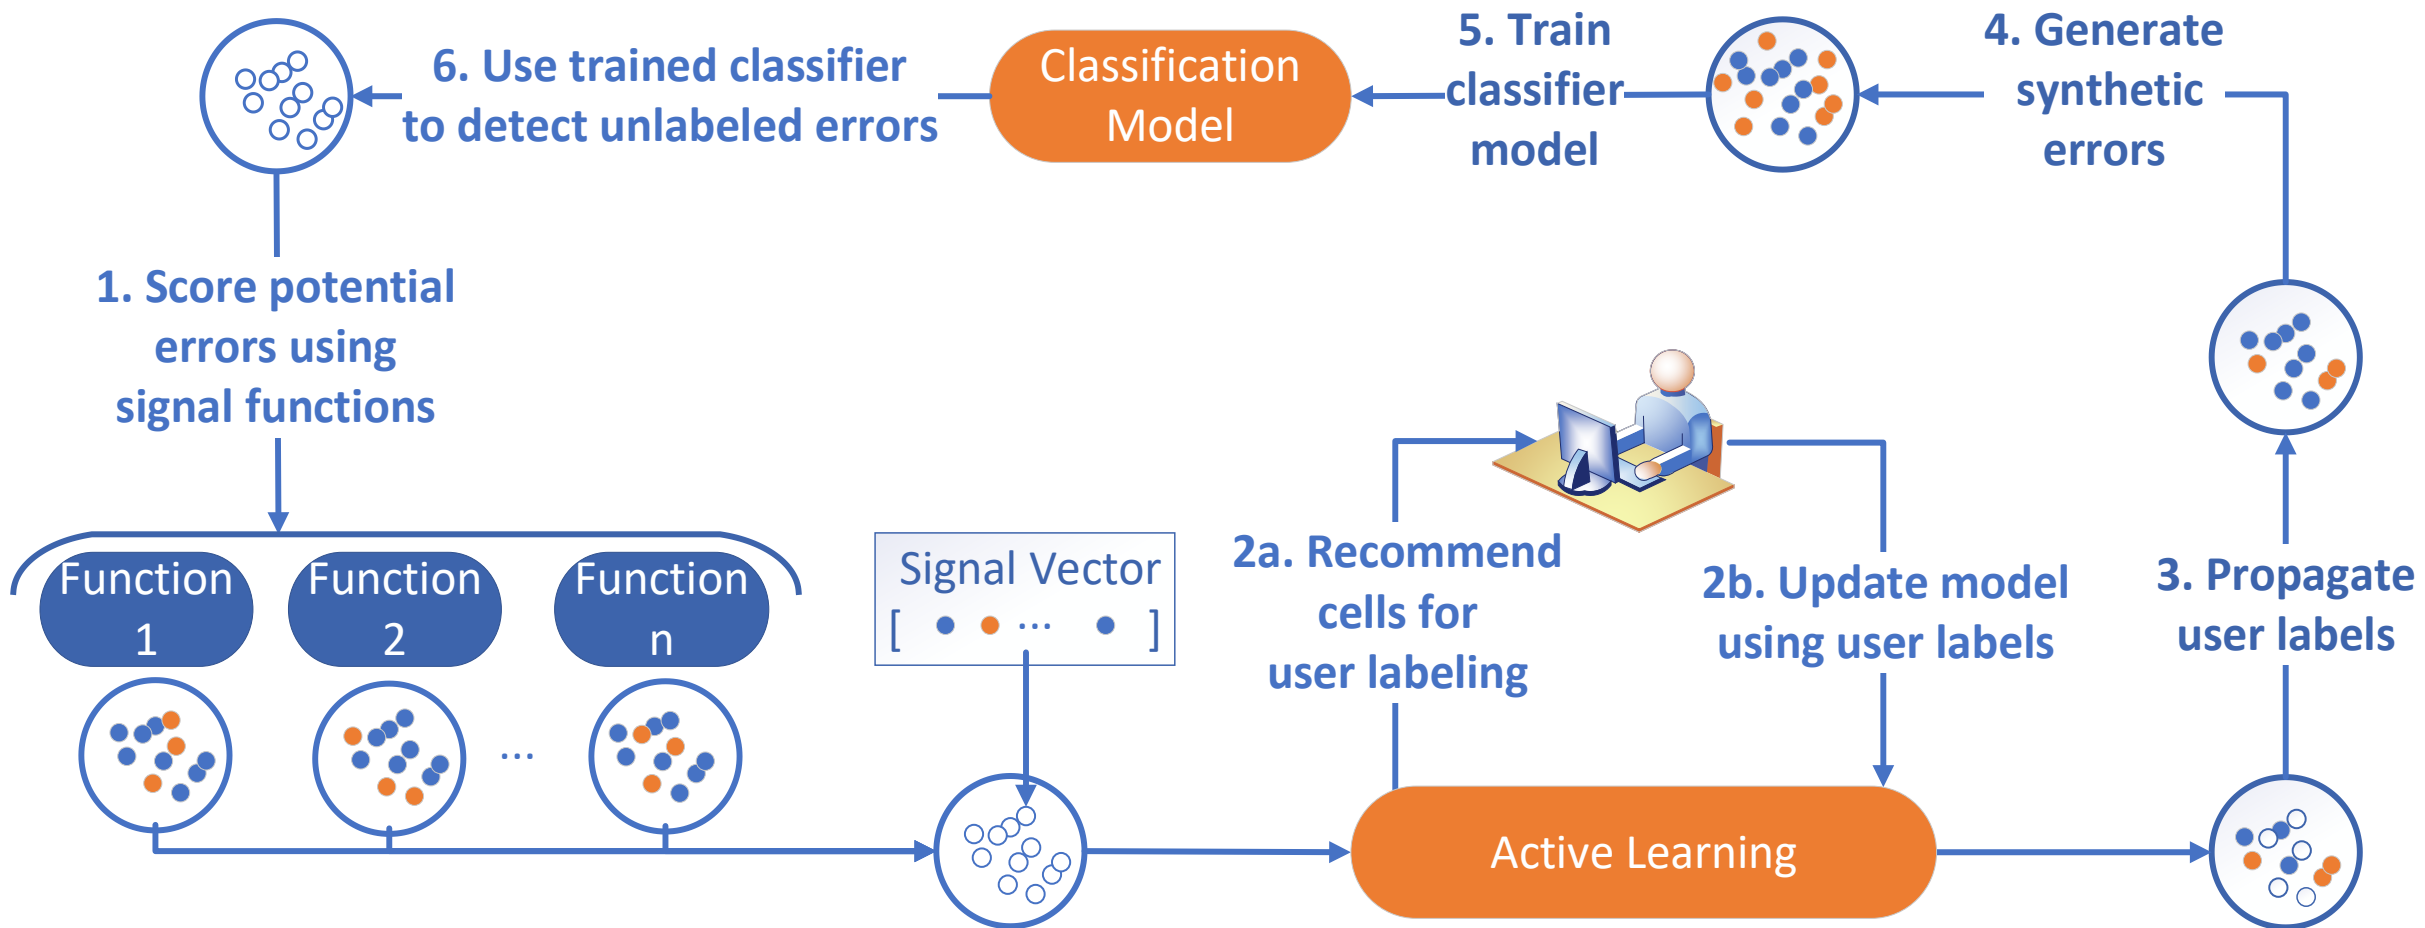 6. Use trained classifier
to detect unlabeled errors
Classification
Model
5. Train
classifier
model
4. Generate
synthetic
errors
1. Score potential
errors using
signal functions
Function
1
Function
2
Function
n
...
Signal Vector
[ ... ]
2a. Recommend
cells for
user labeling
2b. Update model
using user labels
3. Propagate
user labels
Active Learning